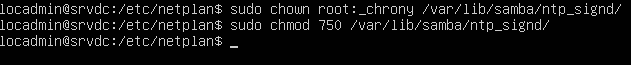 locadmin@srvdc:/etc/netplan$ sudo chown root:_chrony /var/lib/samba/ntp_signd/
locadmin@srvdc:/etc/netplan$ sudo chmod 750 /var/lib/samba/ntp_signd/
locadmin@srvdc:/etc/netplan$ _